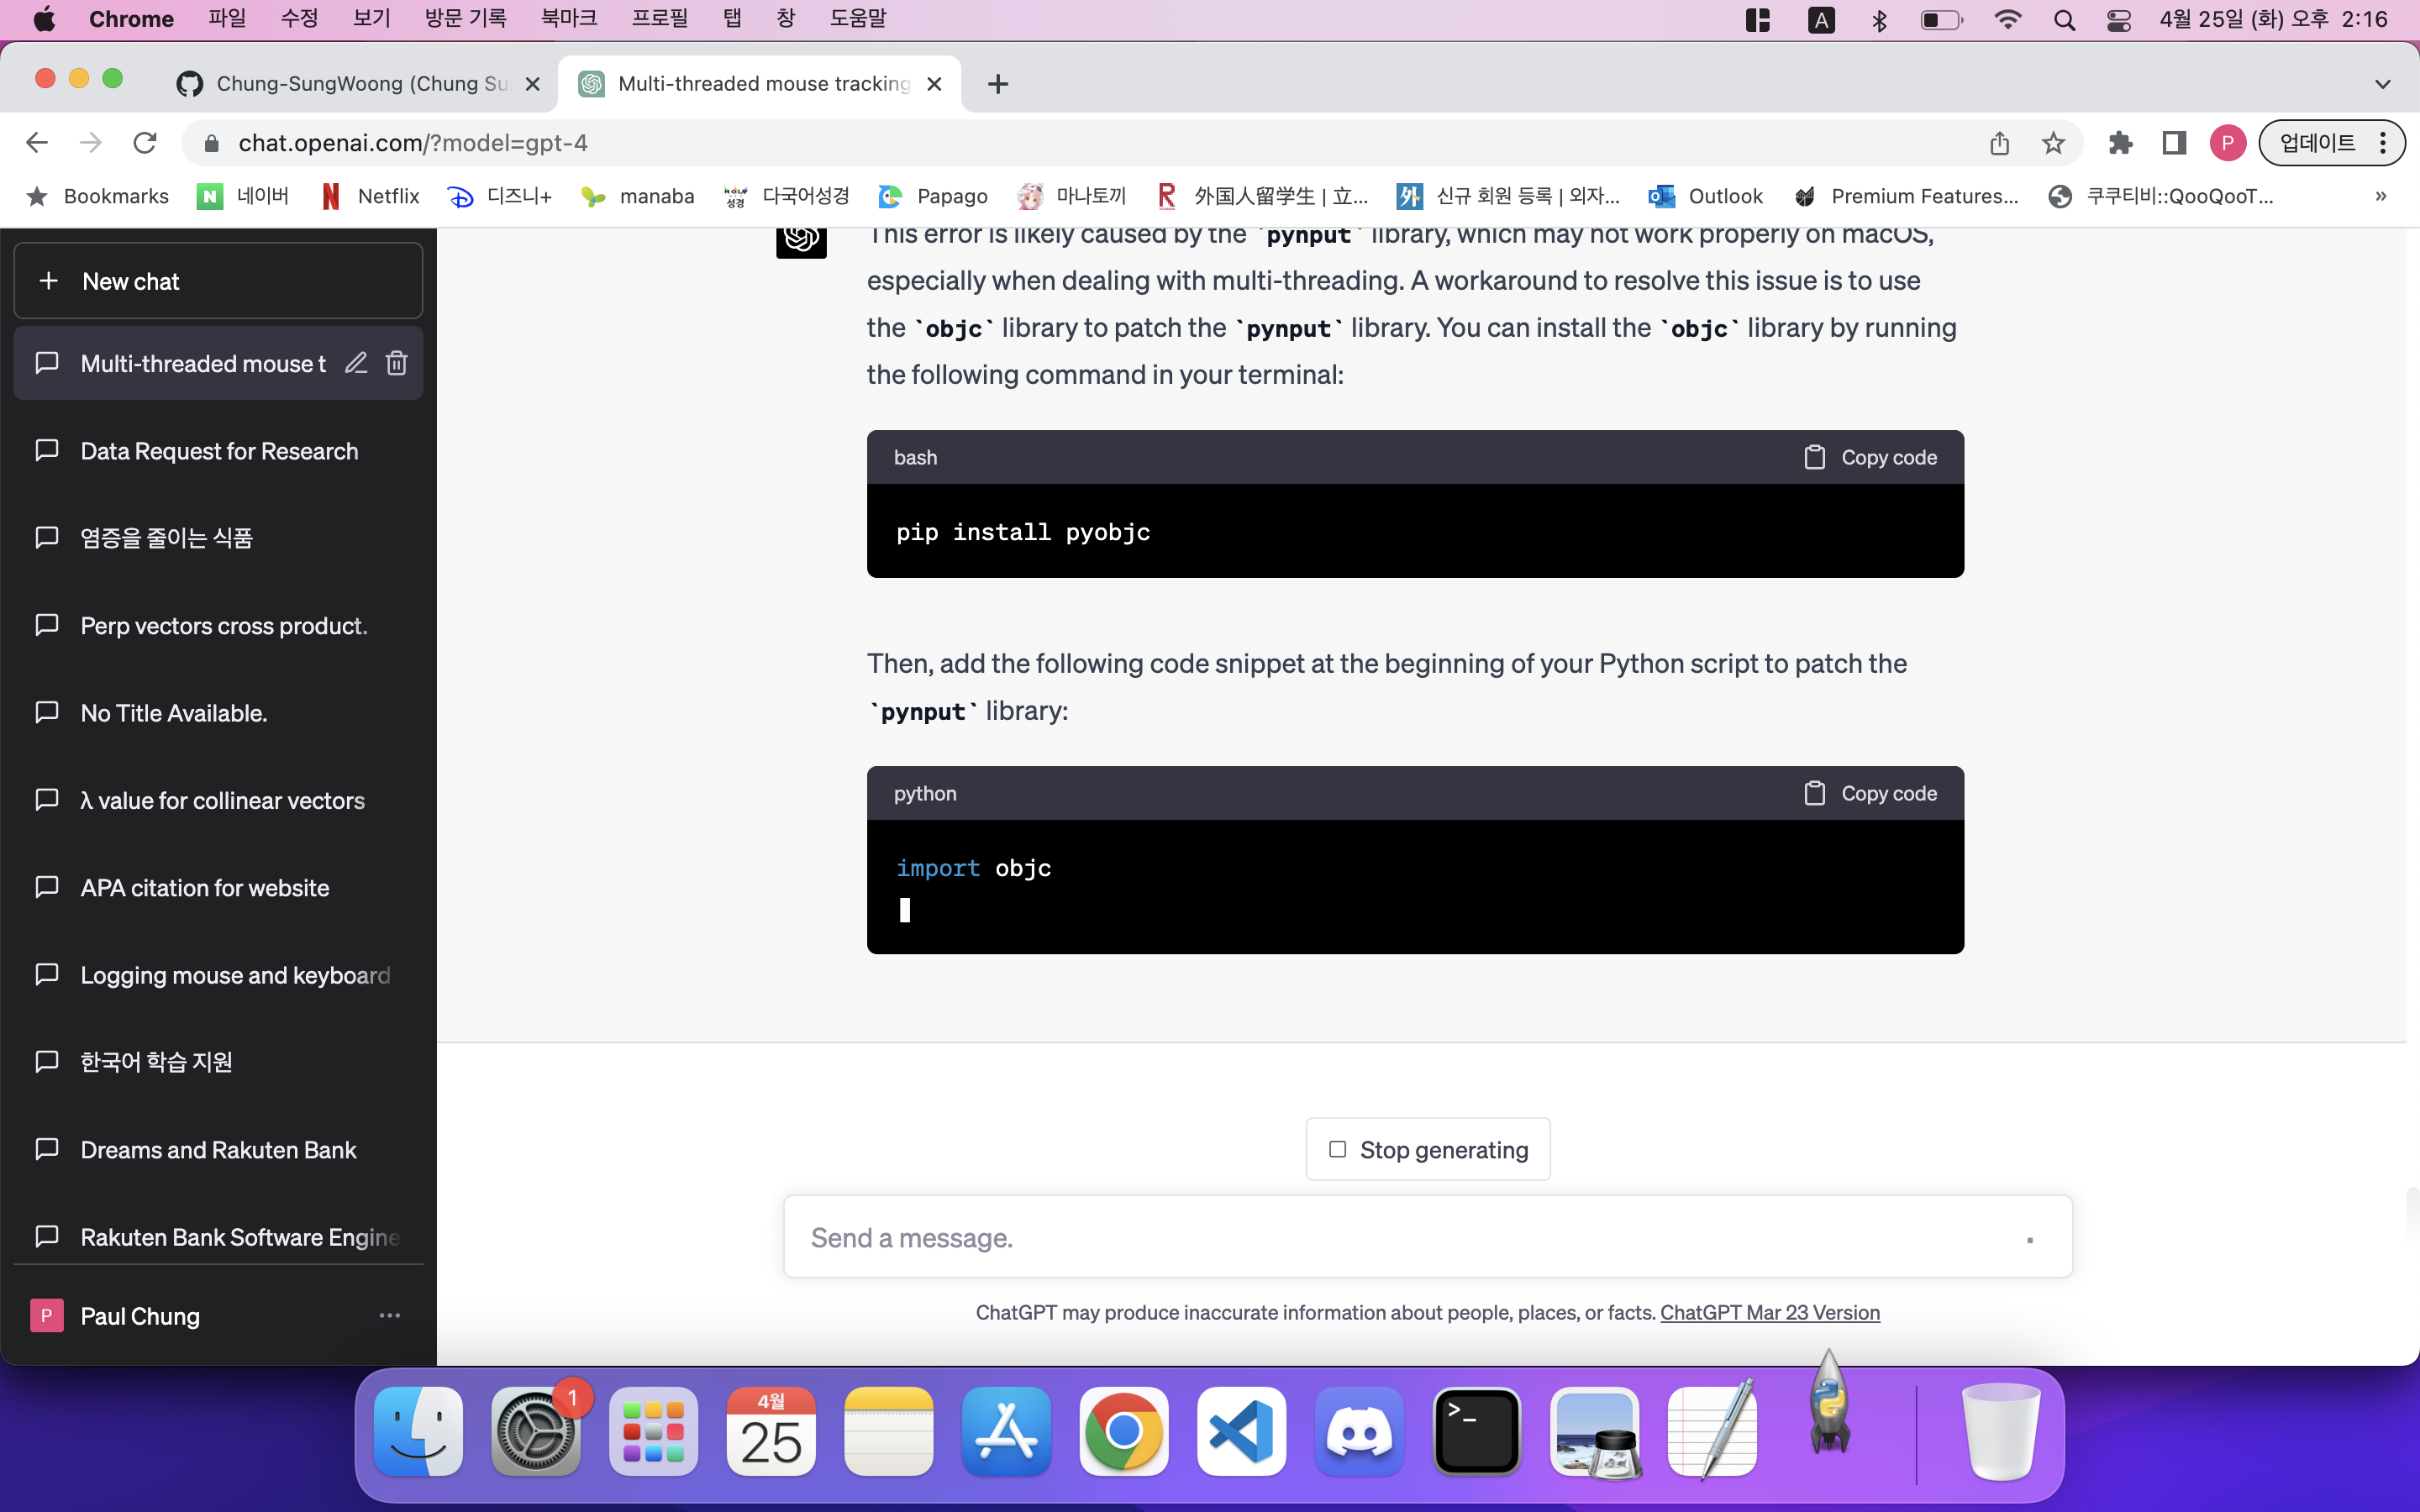 Chrome 파일 수정 보기 방문 기록 북마크 프로필 탭 창 도움말 A 4월 25일 (화) 오후 2:16
Chung-SungWoong (Chung Su
Multi-threaded mouse tracking
chat.openai.com/?model=gpt-4
P
업데이트
Bookmarks
N 네이버
N Netflix
디즈니+
manaba
다국어성경
Papago
마나토끼
R 外国人留学生 | 立...
外 신규 회원 등록 | 외자...
Outlook
Premium Features...
쿠쿠티비::QooQooT...
»
+ New chat
Multi-threaded mouse t
Data Request for Research
염증을 줄이는 식품
Perp vectors cross product.
No Title Available.
λ value for collinear vectors
APA citation for website
Logging mouse and keyboard
한국어 학습 지원
Dreams and Rakuten Bank
Rakuten Bank Software Engine
P Paul Chung ...
This error is likely caused by the `pynput` library, which may not work properly on macOS,
especially when dealing with multi-threading. A workaround to resolve this issue is to use
the `objc` library to patch the `pynput` library. You can install the `objc` library by running
the following command in your terminal:
bash Copy code
pip install pyobjc
Then, add the following code snippet at the beginning of your Python script to patch the
`pynput` library:
python Copy code
import objc
Stop generating
Send a message.
ChatGPT may produce inaccurate information about people, places, or facts. ChatGPT Mar 23 Version
1
4월
25
>_